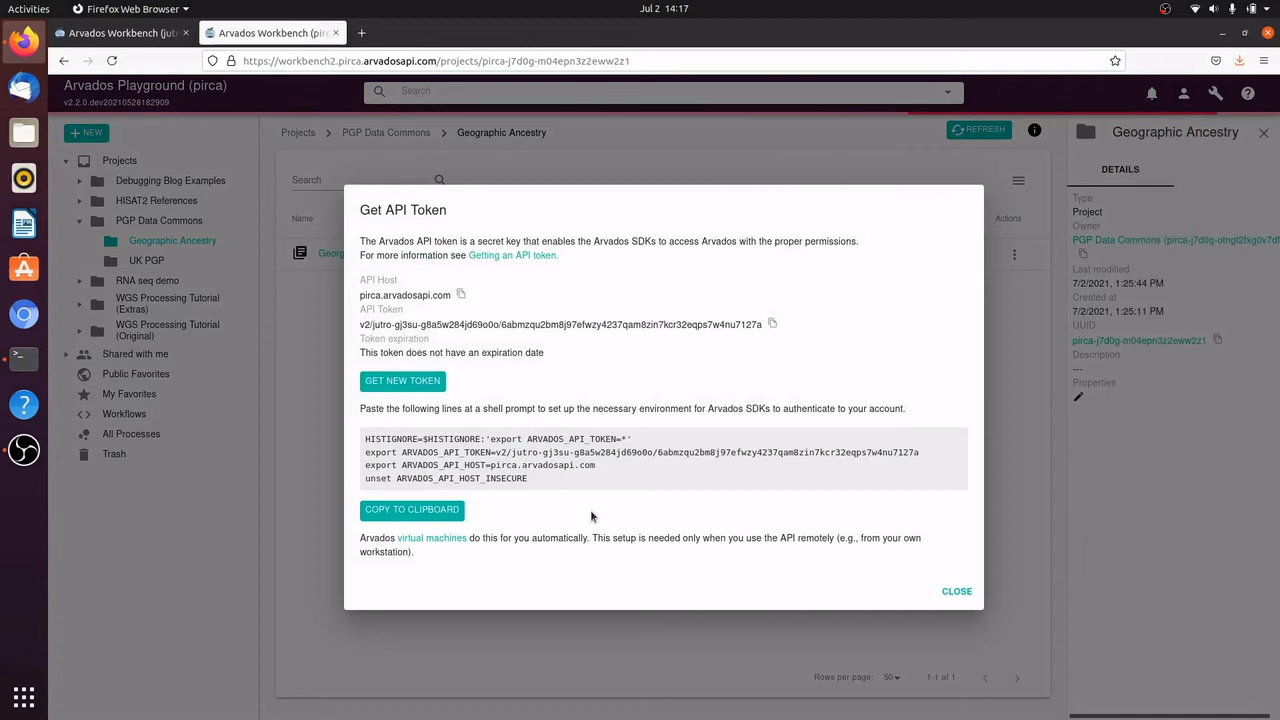 Activities
Firefox Web Browser
Jul 2 14:17
Arvados Workbench (jutr
Arvados Workbench (pirc
https://workbench2.pirca.arvadosapi.com/projects/pirca-j7d0g-m04epn3z2eww2z1
Arvados Playground (pirca)
v2.2.0.dev20210528182909
Search
+ NEW
Projects
Debugging Blog Examples
HISAT2 References
PGP Data Commons
Geographic Ancestry
UK PGP
RNA seq demo
WGS Processing Tutorial
(Extras)
WGS Processing Tutorial
(Original)
Shared with me
Public Favorites
My Favorites
Workflows
All Processes
Trash
Projects > PGP Data Commons > Geographic Ancestry
REFRESH
Search
Name
Actions
Geog
Get API Token
The Arvados API token is a secret key that enables the Arvados SDKs to access Arvados with the proper permissions.
For more information see Getting an API token.
API Host
pirca.arvadosapi.com
API Token
v2/jutro-gj3su-g8a5w284jd69o0o/6abmzqu2bm8j97efwzy4237qam8zin7kcr32eqps7w4nu7127a
Token expiration
This token does not have an expiration date
GET NEW TOKEN
Paste the following lines at a shell prompt to set up the necessary environment for Arvados SDKs to authenticate to your account.
HISTIGNORE=$HISTIGNORE:'export ARVADOS_API_TOKEN=*'
export ARVADOS_API_TOKEN=v2/jutro-gj3su-g8a5w284jd69o0o/6abmzqu2bm8j97efwzy4237qam8zin7kcr32eqps7w4nu7127a
export ARVADOS_API_HOST=pirca.arvadosapi.com
unset ARVADOS_API_HOST_INSECURE
COPY TO CLIPBOARD
Arvados virtual machines do this for you automatically. This setup is needed only when you use the API remotely (e.g., from your own
workstation).
CLOSE
Rows per page: 50
1-1 of 1
Geographic Ancestry
DETAILS
Type
Project
Owner
PGP Data Commons (pirca-j7d0g-otngt2fxg0v7df
Last modified
7/2/2021, 1:25:44 PM
Created at
7/2/2021, 1:25:11 PM
UUID
pirca-j7d0g-m04epn3z2eww2z1
Description
---
Properties